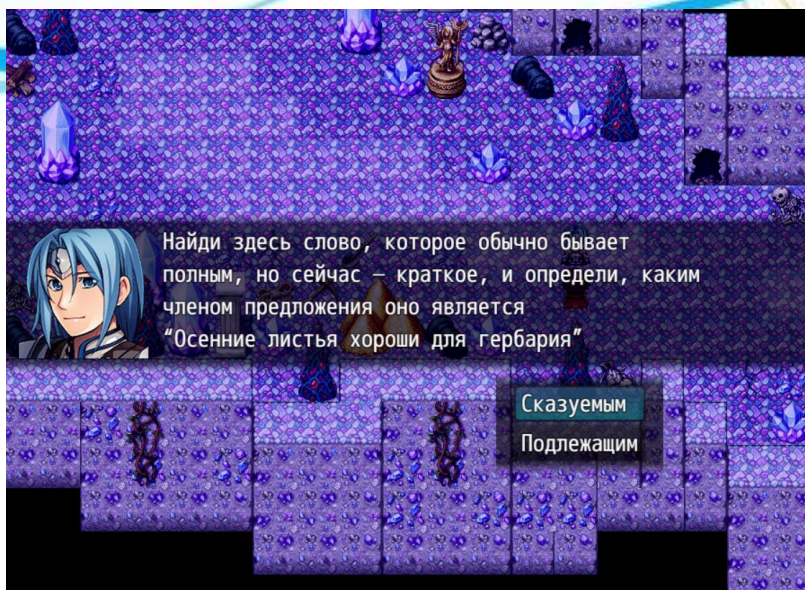 Найди здесь слово, которое обычно бывает
полным, но сейчас — краткое, и определи, каким
членом предложения оно является
“Осенние листья хороши для гербария”
Сказуемым
Подлежащим